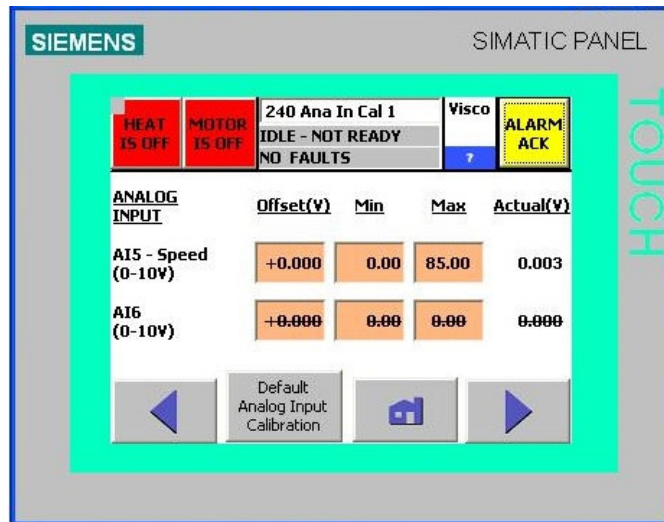 SIEMENS
SIMATIC PANEL
TOUCH
HEAT
IS OFF
MOTOR
IS OFF
240 Ana In Cal 1
IDLE - NOT READY
NO FAULTS
Visco
?
ALARM
ACK
ANALOG
INPUT
Offset(V) Min Max Actual(V)
AI5 - Speed
(0-10V)
+0.000 0.00 85.00 0.003
AI6
(0-10V)
+0.000 0.00 0.00 0.000
Default
Analog Input
Calibration